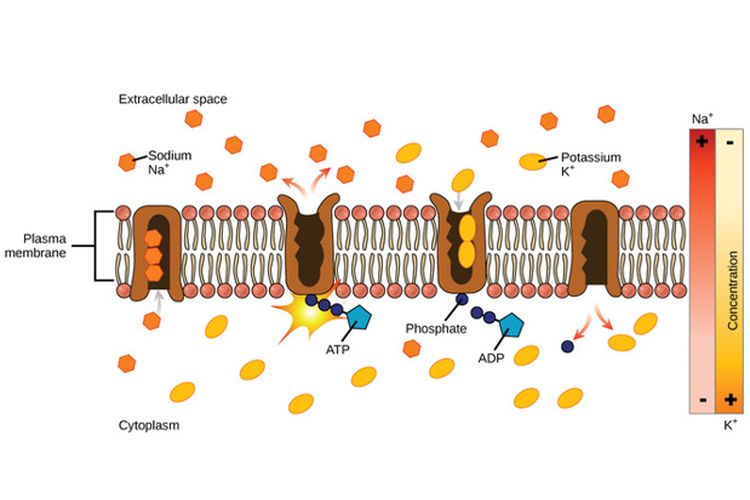 Extracellular space
Na⁺
+ -
Sodium
Na⁺
Potassium
K⁺
Plasma
membrane
Concentration
Phosphate
ATP
ADP
- +
Cytoplasm
K⁺